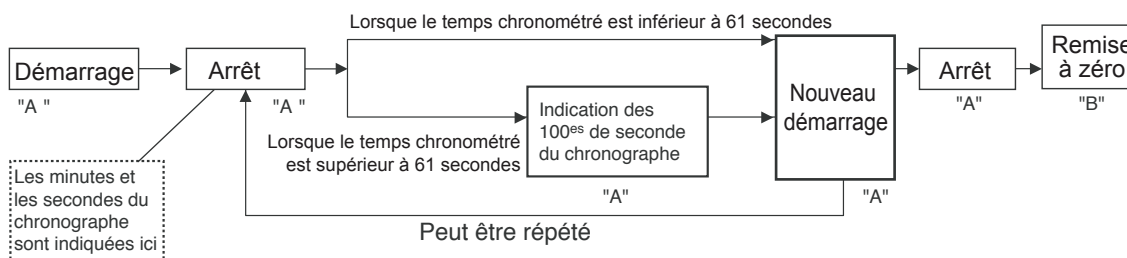 Lorsque le temps chronométré est inférieur à 61 secondes
Démarrage
"A "
Arrêt
"A "
Indication des
100es de seconde
du chronographe
"A"
Lorsque le temps chronométré
est supérieur à 61 secondes
Nouveau
démarrage
"A"
Arrêt
"A"
Remise
à zéro
"B"
Les minutes et
les secondes du
chronographe
sont indiquées ici
Peut être répété